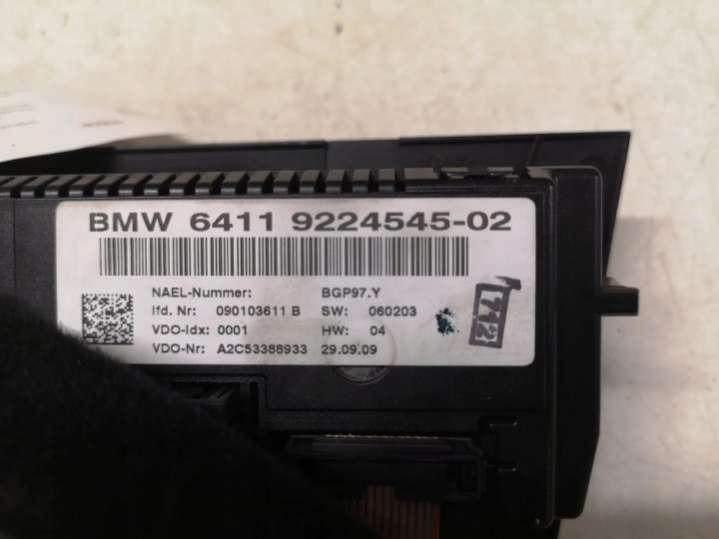 BMW 6411 9224545-02
NAEL-Nummer: BGP97.Y
lfd. Nr: 090103611 B SW: 060203
VDO-Idx: 0001 HW: 04
VDO-Nr: A2C53388933 29.09.09
712